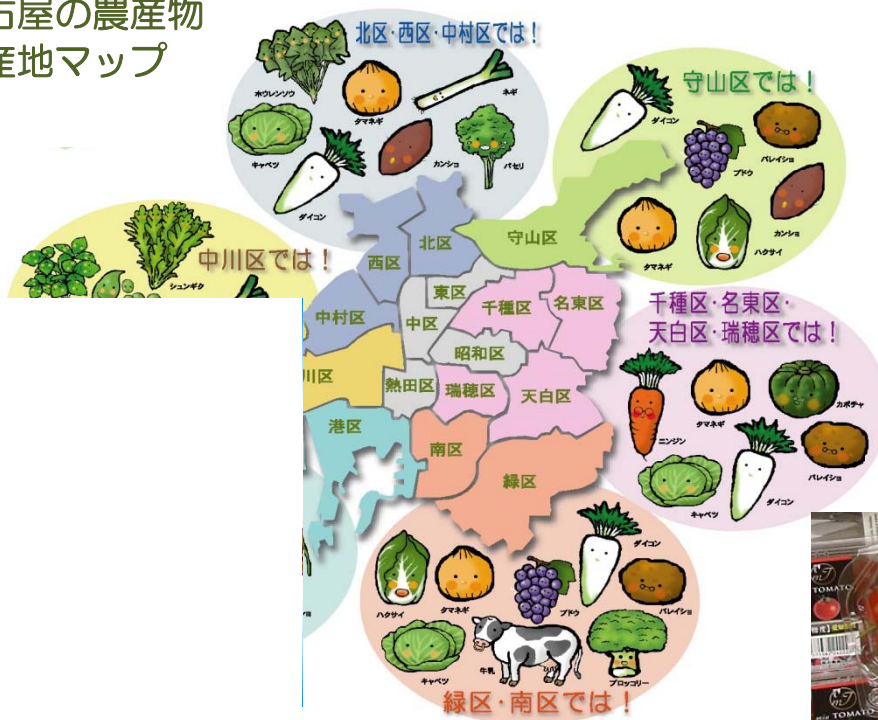 古屋の農産物
産地マップ
北区・西区・中村区では！
ホウレンソウ
タマネギ
ネギ
キャベツ
ダイコン
カンショ
パセリ
守山区では！
ダイコン
ブドウ
バレイショ
カンショ
タマネギ
ハクサイ
中川区では！
シュンギク
北区
西区
守山区
東区
千種区
名東区
中村区
中区
昭和区
川区
熱田区
瑞穂区
天白区
港区
南区
緑区
千種区・名東区・
天白区・瑞穂区では！
ニンジン
タマネギ
カボチャ
キャベツ
ダイコン
バレイショ
ハクサイ
タマネギ
ブドウ
ダイコン
バレイショ
キャベツ
牛乳
ブロッコリー
緑区・南区では！
TOMATO
TOMATO